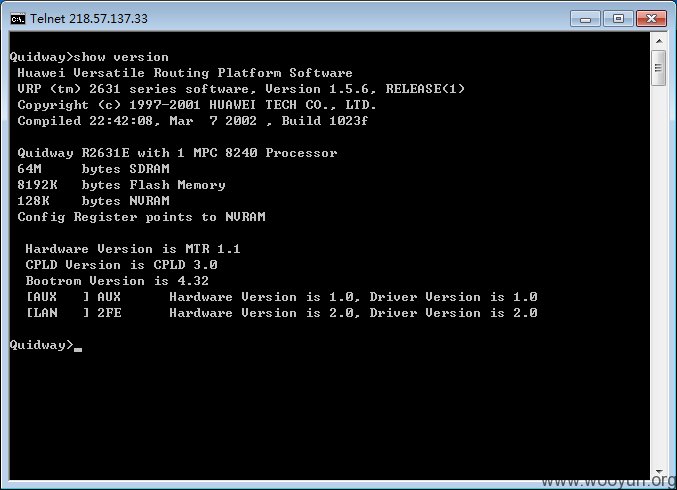 Telnet 218.57.137.33
Quidway>show version
Huawei Versatile Routing Platform Software
VRP (tm) 2631 series software, Version 1.5.6, RELEASE(1)
Copyright (c) 1997-2001 HUAWEI TECH CO., LTD.
Compiled 22:42:08, Mar  7 2002 , Build 1023f
Quidway R2631E with 1 MPC 8240 Processor
64M     bytes SDRAM
8192K   bytes Flash Memory
128K    bytes NVRAM
Config Register points to NVRAM
Hardware Version is MTR 1.1
CPLD Version is CPLD 3.0
Bootrom Version is 4.32
[AUX   ] AUX      Hardware Version is 1.0, Driver Version is 1.0
[LAN   ] 2FE      Hardware Version is 2.0, Driver Version is 2.0
Quidway>_
www.wooyun.org